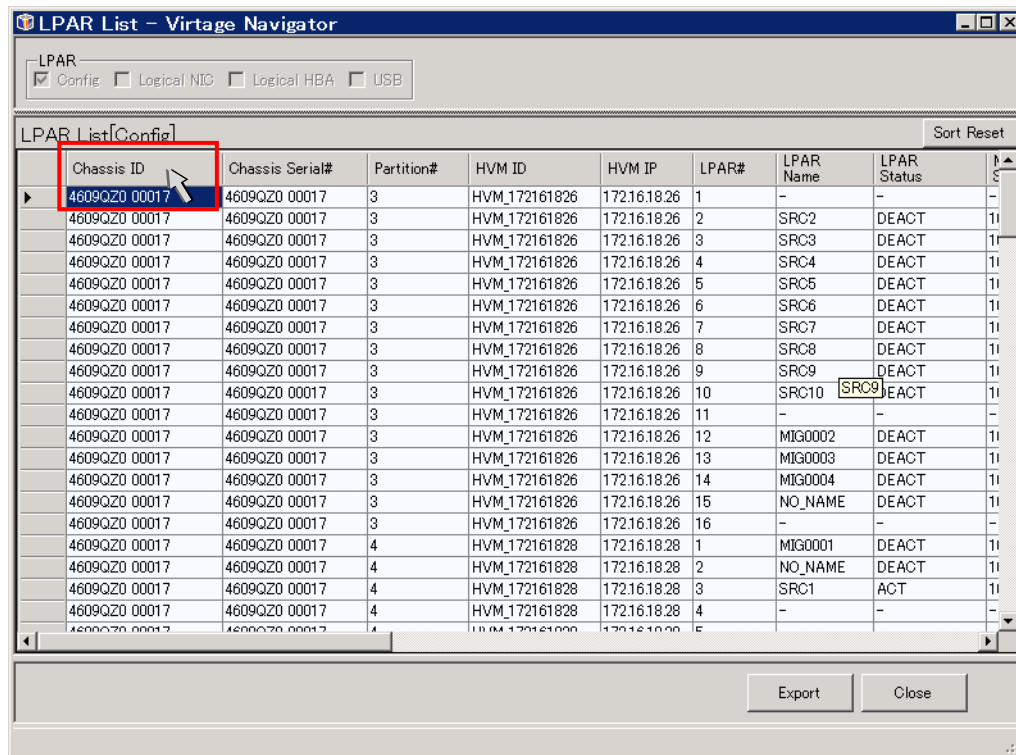 LPAR List - Virtage Navigator
LPAR
Config Logical NIC Logical HBA USB
LPAR List[Config] Sort Reset
Chassis ID Chassis Serial# Partition# HVM ID HVM IP LPAR# LPAR Name LPAR Status
4609QZ0 00017 4609QZ0 00017 3 HVM_172161826 172.16.18.26 1 - - -
4609QZ0 00017 4609QZ0 00017 3 HVM_172161826 172.16.18.26 2 SRC2 DEACT
4609QZ0 00017 4609QZ0 00017 3 HVM_172161826 172.16.18.26 3 SRC3 DEACT
4609QZ0 00017 4609QZ0 00017 3 HVM_172161826 172.16.18.26 4 SRC4 DEACT
4609QZ0 00017 4609QZ0 00017 3 HVM_172161826 172.16.18.26 5 SRC5 DEACT
4609QZ0 00017 4609QZ0 00017 3 HVM_172161826 172.16.18.26 6 SRC6 DEACT
4609QZ0 00017 4609QZ0 00017 3 HVM_172161826 172.16.18.26 7 SRC7 DEACT
4609QZ0 00017 4609QZ0 00017 3 HVM_172161826 172.16.18.26 8 SRC8 DEACT
4609QZ0 00017 4609QZ0 00017 3 HVM_172161826 172.16.18.26 9 SRC9 DEACT
4609QZ0 00017 4609QZ0 00017 3 HVM_172161826 172.16.18.26 10 SRC10 SRC9 DEACT
4609QZ0 00017 4609QZ0 00017 3 HVM_172161826 172.16.18.26 11 - - -
4609QZ0 00017 4609QZ0 00017 3 HVM_172161826 172.16.18.26 12 MIG0002 DEACT
4609QZ0 00017 4609QZ0 00017 3 HVM_172161826 172.16.18.26 13 MIG0003 DEACT
4609QZ0 00017 4609QZ0 00017 3 HVM_172161826 172.16.18.26 14 MIG0004 DEACT
4609QZ0 00017 4609QZ0 00017 3 HVM_172161826 172.16.18.26 15 NO_NAME DEACT
4609QZ0 00017 4609QZ0 00017 3 HVM_172161826 172.16.18.26 16 - - -
4609QZ0 00017 4609QZ0 00017 4 HVM_172161828 172.16.18.28 1 MIG0001 DEACT
4609QZ0 00017 4609QZ0 00017 4 HVM_172161828 172.16.18.28 2 NO_NAME DEACT
4609QZ0 00017 4609QZ0 00017 4 HVM_172161828 172.16.18.28 3 SRC1 ACT
4609QZ0 00017 4609QZ0 00017 4 HVM_172161828 172.16.18.28 4 - - -
Export Close